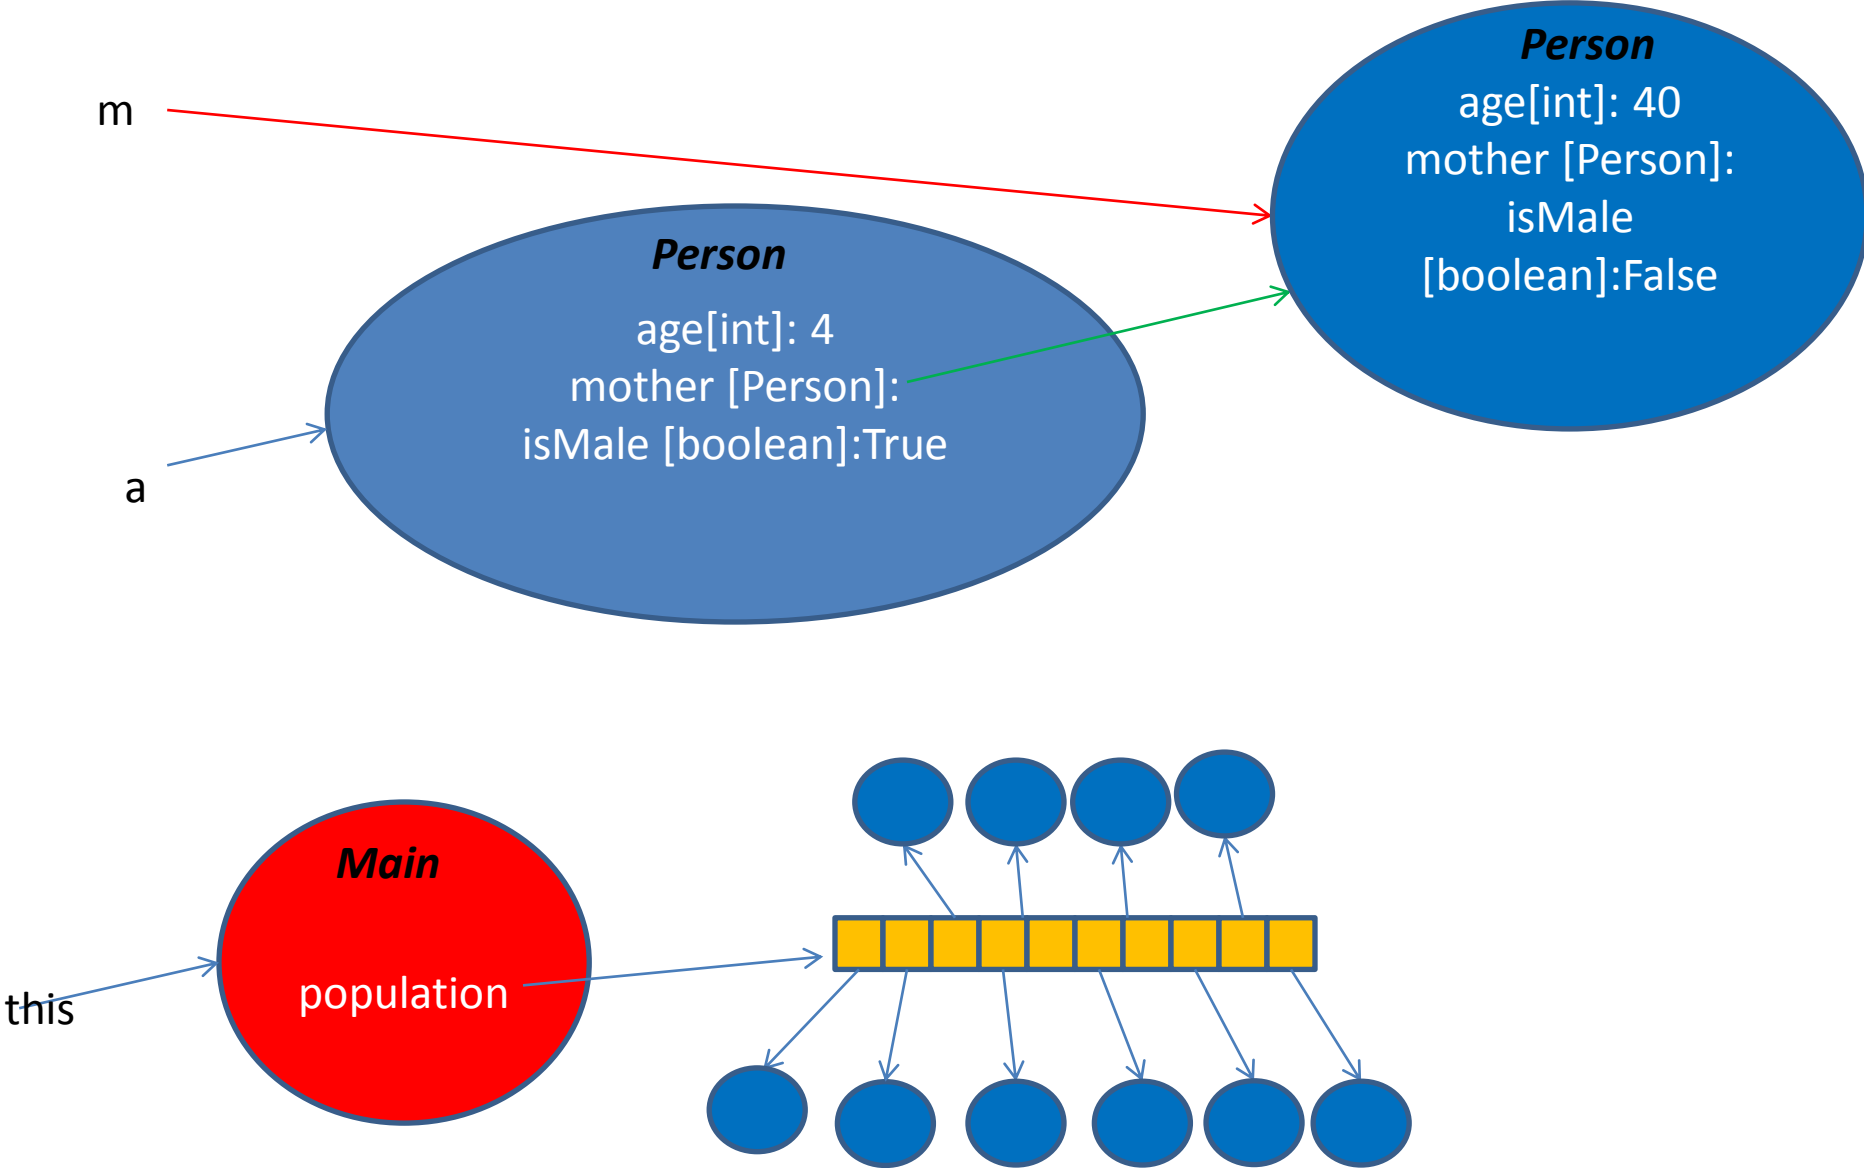 m
Person
age[int]: 40
mother [Person]:
isMale
[boolean]:False
Person
age[int]: 4
mother [Person]:
isMale [boolean]:True
a
Main
population
this